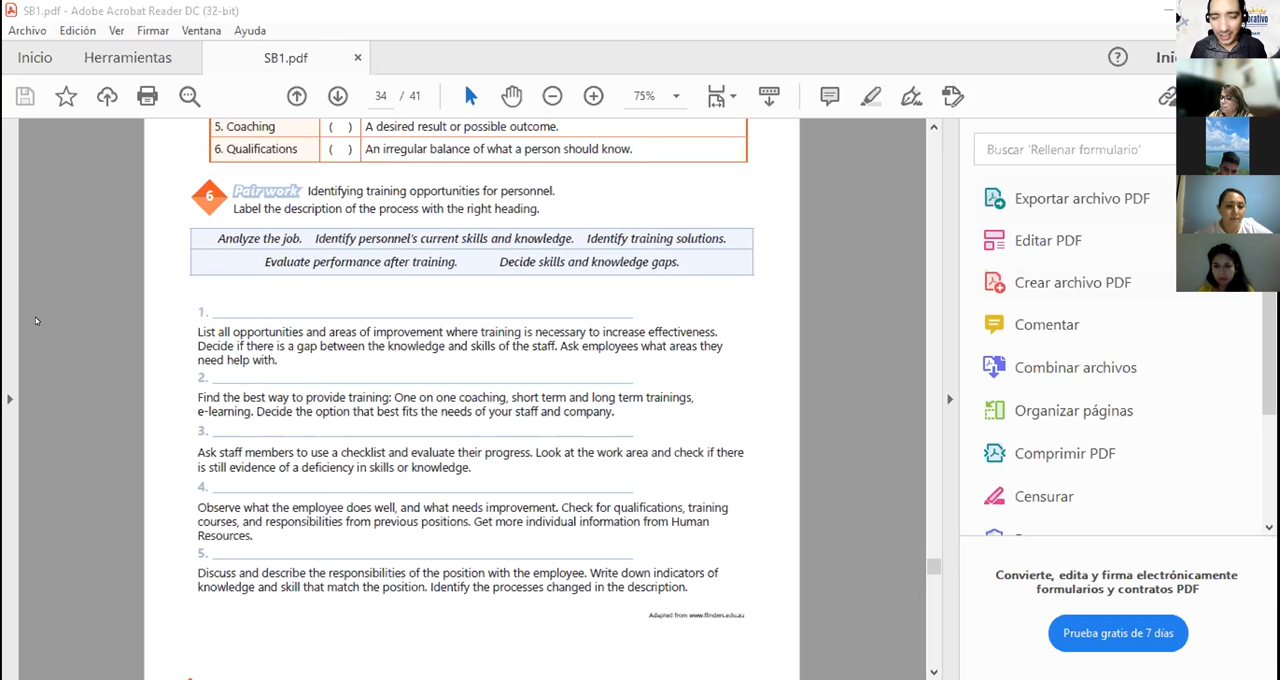 SB1.pdf - Adobe Acrobat Reader DC (32-bit)
Archivo Edición Ver Firmar Ventana Ayuda
Inicio Herramientas SB1.pdf ×
34 / 41 75%
5. Coaching ( ) A desired result or possible outcome.
6. Qualifications ( ) An irregular balance of what a person should know.
6 Pair work Identifying training opportunities for personnel.
Label the description of the process with the right heading.
Analyze the job. Identify personnel's current skills and knowledge. Identify training solutions.
Evaluate performance after training. Decide skills and knowledge gaps.
1.
List all opportunities and areas of improvement where training is necessary to increase effectiveness.
Decide if there is a gap between the knowledge and skills of the staff. Ask employees what areas they
need help with.
2.
Find the best way to provide training: One on one coaching, short term and long term trainings,
e-learning. Decide the option that best fits the needs of your staff and company.
3.
Ask staff members to use a checklist and evaluate their progress. Look at the work area and check if there
is still evidence of a deficiency in skills or knowledge.
4.
Observe what the employee does well, and what needs improvement. Check for qualifications, training
courses, and responsibilities from previous positions. Get more individual information from Human
Resources.
5.
Discuss and describe the responsibilities of the position with the employee. Write down indicators of
knowledge and skill that match the position. Identify the processes changed in the description.
Adapted from www.flinders.edu.au
Buscar 'Rellenar formulario'
Exportar archivo PDF
Editar PDF
Crear archivo PDF
Comentar
Combinar archivos
Organizar páginas
Comprimir PDF
Censurar
Convierte, edita y firma electrónicamente
formularios y contratos PDF
Prueba gratis de 7 días